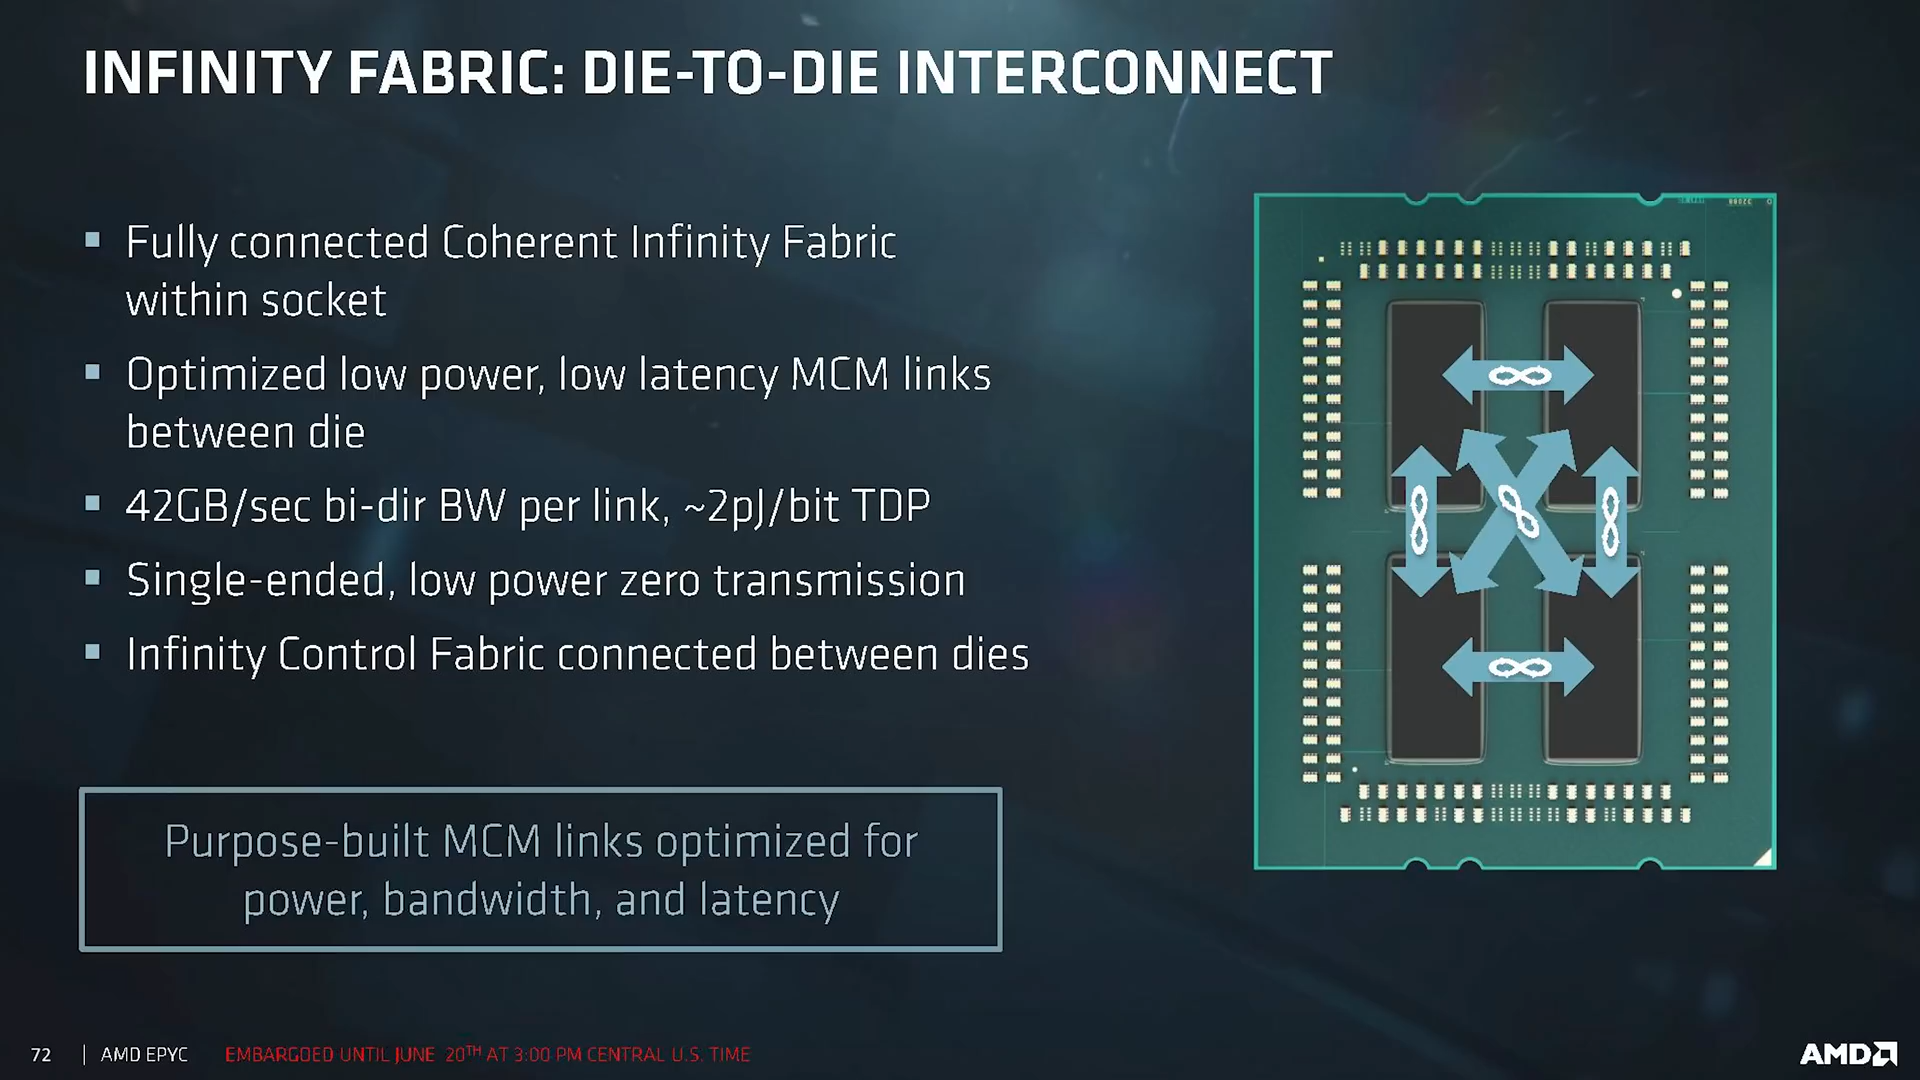 INFINITY FABRIC: DIE-TO-DIE INTERCONNECT
▪ Fully connected Coherent Infinity Fabric
within socket
▪ Optimized low power, low latency MCM links
between die
▪ 42GB/sec bi-dir BW per link, ~2pJ/bit TDP
▪ Single-ended, low power zero transmission
▪ Infinity Control Fabric connected between dies
Purpose-built MCM links optimized for
power, bandwidth, and latency
72 | AMD EPYC EMBARGOED UNTIL JUNE 20TH AT 3:00 PM CENTRAL U.S. TIME
AMD